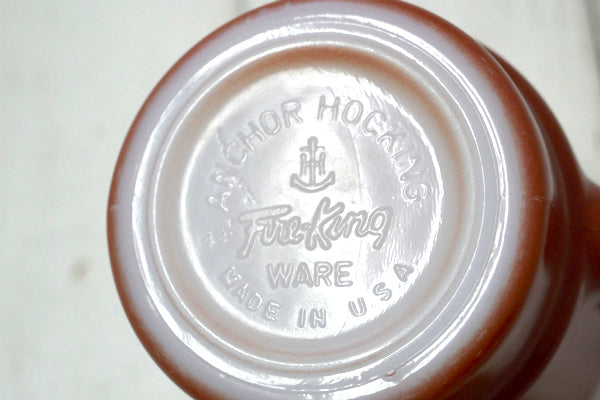 ANCHOR HOCKING
Fire-King
WARE
MADE IN U S A